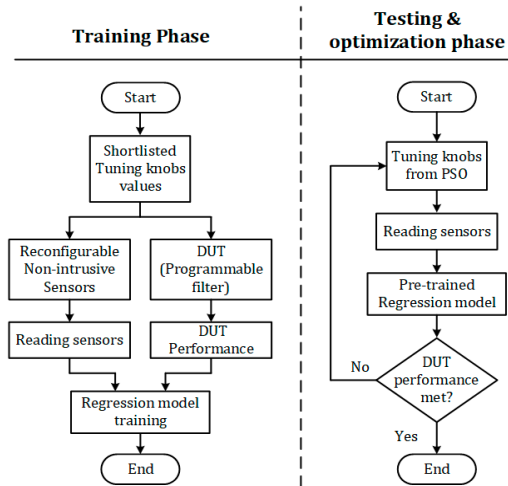 Training Phase
Start
Shortlisted
Tuning knobs
values
Reconfigurable
Non-intrusive
Sensors
DUT
(Programmable
filter)
Reading sensors
DUT
Performance
Regression model
training
End
Testing &
optimization phase
Start
Tuning knobs
from PSO
Reading sensors
Pre-trained
Regression model
DUT
performance
met?
No
Yes
End